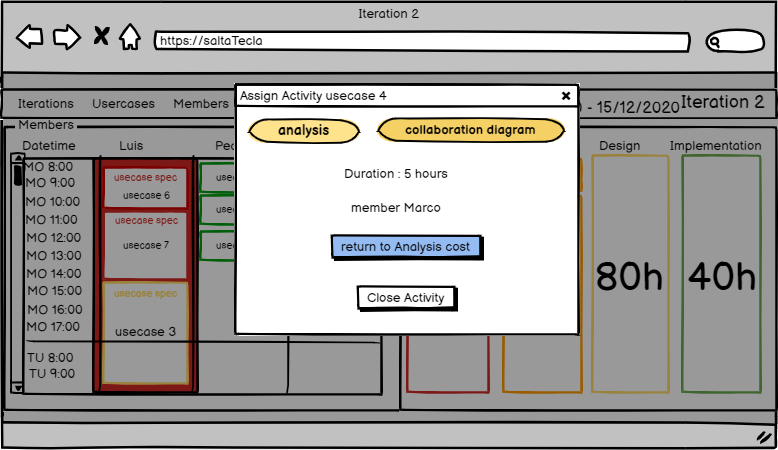 Iteration 2
https://saltaTecla
Assign Activity usecase 4
Iterations Usercases Members
- 15/12/2020 Iteration 2
analysis
collaboration diagram
Duration : 5 hours
member Marco
return to Analysis cost
Close Activity
Members
Datetime Luis
MO 8:00
MO 9:00
MO 10:00
MO 11:00
MO 12:00
MO 13:00
MO 14:00
MO 15:00
MO 16:00
MO 17:00
TU 8:00
TU 9:00
usecase spec
usecase 6
usecase spec
usecase 7
usecase spec
usecase 3
Design Implementation
80h 40h